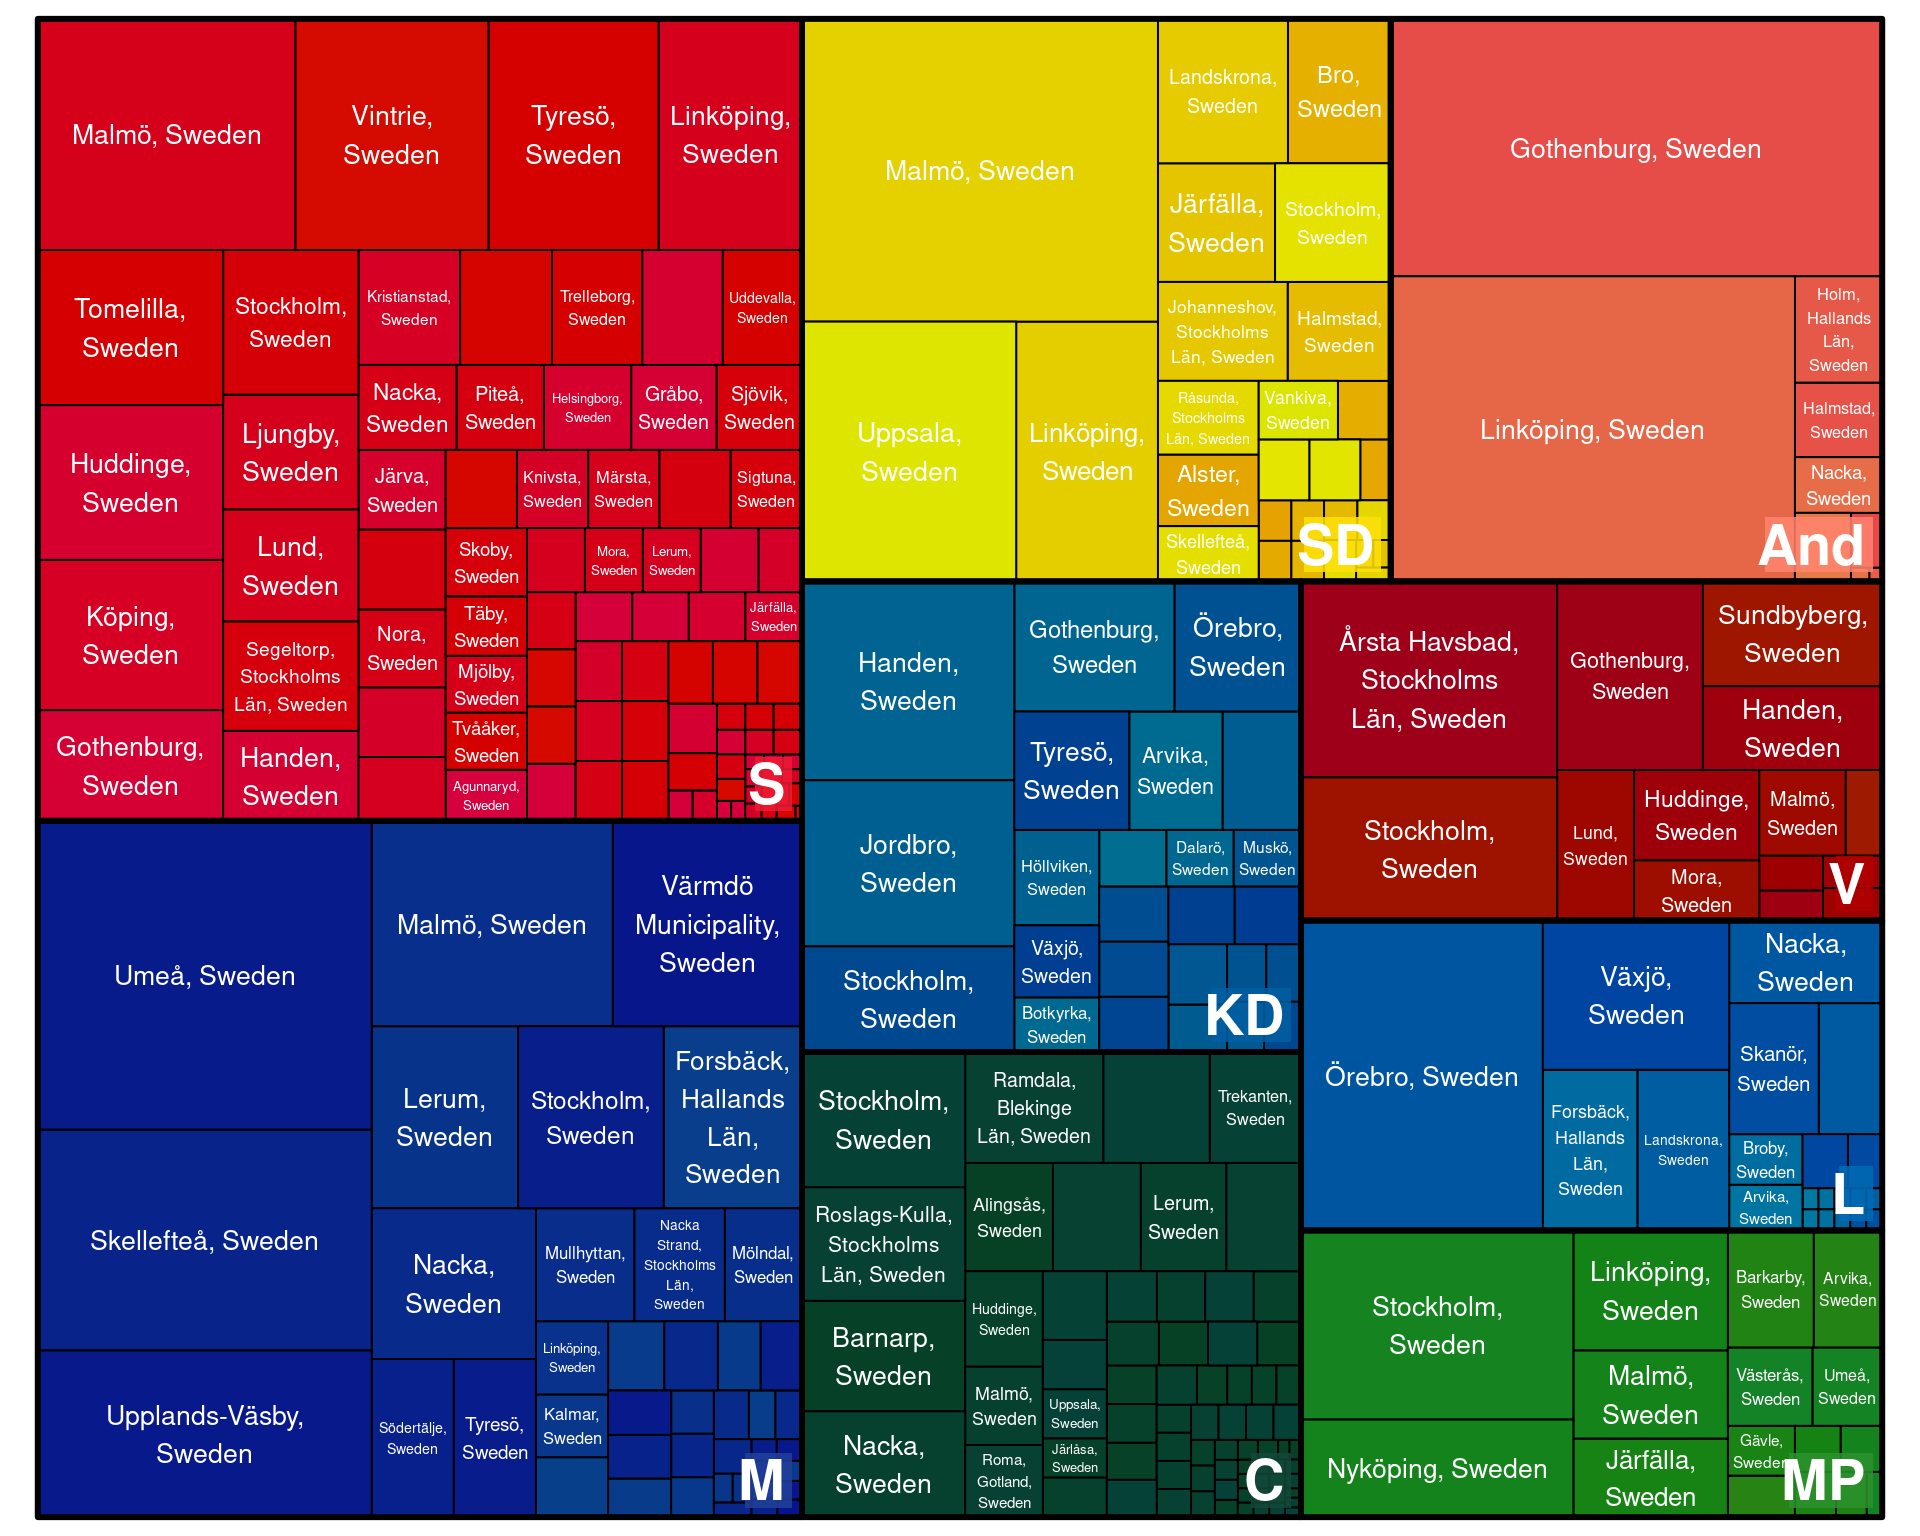 Malmö, Sweden
Vintrie,
Sweden
Tyresö,
Sweden
Linköping,
Sweden
Tomelilla,
Sweden
Stockholm,
Sweden
Kristianstad,
Sweden
Trelleborg,
Sweden
Uddevalla,
Sweden
Nacka,
Sweden
Piteå,
Sweden
Helsingborg,
Sweden
Gråbo,
Sweden
Sjövik,
Sweden
Huddinge,
Sweden
Ljungby,
Sweden
Järva,
Sweden
Knivsta,
Sweden
Märsta,
Sweden
Sigtuna,
Sweden
Lund,
Sweden
Skoby,
Sweden
Mora,
Sweden
Lerum,
Sweden
Köping,
Sweden
Segeltorp,
Stockholms
Län, Sweden
Nora,
Sweden
Täby,
Sweden
Järfälla,
Sweden
Mjölby,
Sweden
Gothenburg,
Sweden
Handen,
Sweden
Tvååker,
Sweden
Agunnaryd,
Sweden
S
Malmö, Sweden
Landskrona,
Sweden
Bro,
Sweden
Järfälla,
Sweden
Stockholm,
Sweden
Johanneshov,
Stockholms
Län, Sweden
Halmstad,
Sweden
Uppsala,
Sweden
Linköping,
Sweden
Råsunda,
Stockholms
Län, Sweden
Vankiva,
Sweden
Alster,
Sweden
Skellefteå,
Sweden
SD
Gothenburg, Sweden
Linköping, Sweden
Holm,
Hallands
Län,
Sweden
Halmstad,
Sweden
Nacka,
Sweden
And
Umeå, Sweden
Malmö, Sweden
Värmdö
Municipality,
Sweden
Lerum,
Sweden
Stockholm,
Sweden
Forsbäck,
Hallands
Län,
Sweden
Skellefteå, Sweden
Nacka,
Sweden
Mullhyttan,
Sweden
Nacka
Strand,
Stockholms
Län,
Sweden
Mölndal,
Sweden
Linköping,
Sweden
Upplands-Väsby,
Sweden
Södertälje,
Sweden
Tyresö,
Sweden
Kalmar,
Sweden
M
Handen,
Sweden
Gothenburg,
Sweden
Örebro,
Sweden
Tyresö,
Sweden
Arvika,
Sweden
Jordbro,
Sweden
Höllviken,
Sweden
Dalarö,
Sweden
Muskö,
Sweden
Stockholm,
Sweden
Växjö,
Sweden
Botkyrka,
Sweden
KD
Stockholm,
Sweden
Ramdala,
Blekinge
Län, Sweden
Trekanten,
Sweden
Roslags-Kulla,
Stockholms
Län, Sweden
Alingsås,
Sweden
Lerum,
Sweden
Barnarp,
Sweden
Huddinge,
Sweden
Malmö,
Sweden
Uppsala,
Sweden
Nacka,
Sweden
Roma,
Gotland,
Sweden
Järlåsa,
Sweden
C
Årsta Havsbad,
Stockholms
Län, Sweden
Gothenburg,
Sweden
Sundbyberg,
Sweden
Handen,
Sweden
Stockholm,
Sweden
Lund,
Sweden
Huddinge,
Sweden
Malmö,
Sweden
Mora,
Sweden
V
Örebro, Sweden
Växjö,
Sweden
Nacka,
Sweden
Skanör,
Sweden
Forsbäck,
Hallands
Län,
Sweden
Landskrona,
Sweden
Broby,
Sweden
Arvika,
Sweden
L
Stockholm,
Sweden
Linköping,
Sweden
Barkarby,
Sweden
Arvika,
Sweden
Malmö,
Sweden
Västerås,
Sweden
Umeå,
Sweden
Nyköping, Sweden
Järfälla,
Sweden
Gävle,
Sweden
MP